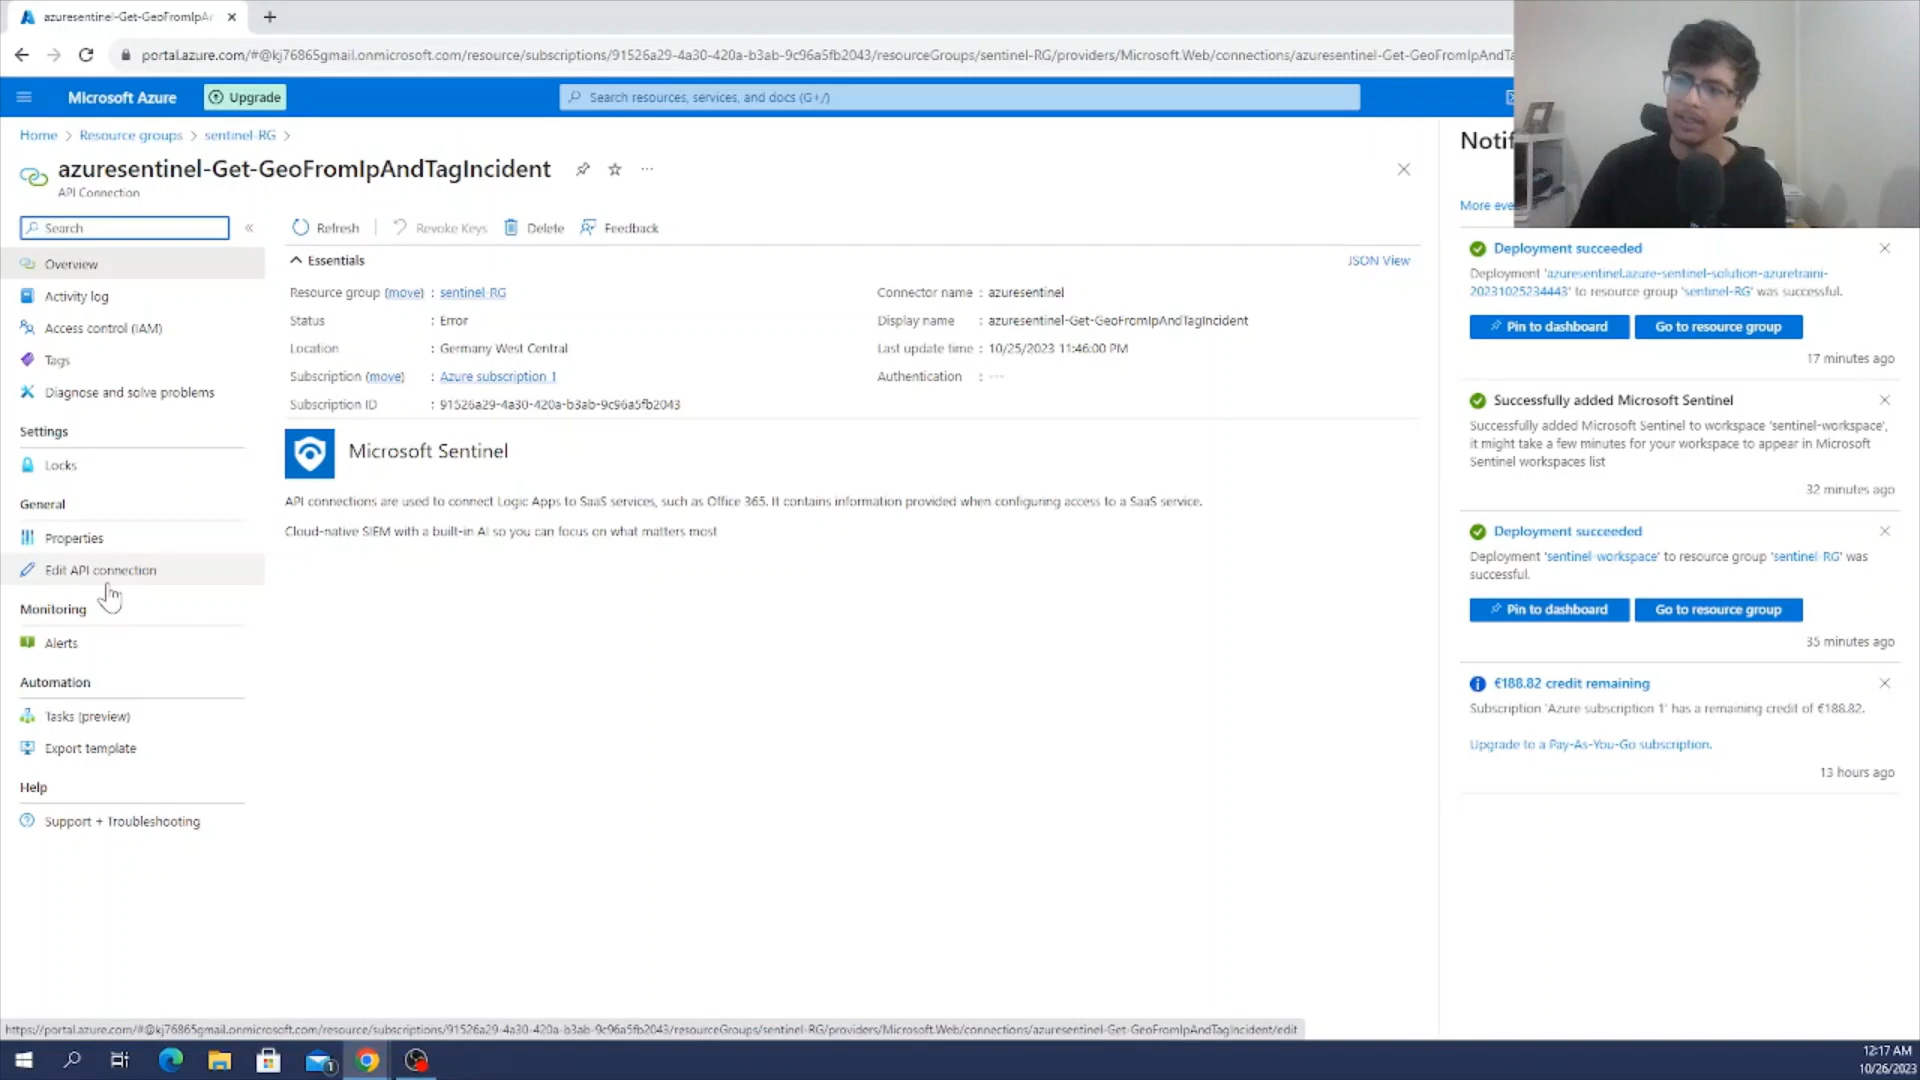 azuresentinel-Get-GeoFromIpAr
portal.azure.com/#@kj76865gmail.onmicrosoft.com/resource/subscriptions/91526a29-4a30-420a-b3ab-9c96a5fb2043/resourceGroups/sentinel-RG/providers/Microsoft.Web/connections/azuresentinel-Get-GeoFromIpAndTa
Microsoft Azure
Upgrade
Search resources, services, and docs (G+/)
Home > Resource groups > sentinel-RG >
azuresentinel-Get-GeoFromIpAndTagIncident
API Connection
Search
Overview
Activity log
Access control (IAM)
Tags
Diagnose and solve problems
Settings
Locks
General
Properties
Edit API connection
Monitoring
Alerts
Automation
Tasks (preview)
Export template
Help
Support + Troubleshooting
Refresh
Revoke Keys
Delete
Feedback
Essentials
JSON View
Resource group (move) : sentinel-RG
Status : Error
Location : Germany West Central
Subscription (move) : Azure subscription 1
Subscription ID : 91526a29-4a30-420a-b3ab-9c96a5fb2043
Connector name : azuresentinel
Display name : azuresentinel-Get-GeoFromIpAndTagIncident
Last update time : 10/25/2023 11:46:00 PM
Authentication : ---
Microsoft Sentinel
API connections are used to connect Logic Apps to SaaS services, such as Office 365. It contains information provided when configuring access to a SaaS service.
Cloud-native SIEM with a built-in AI so you can focus on what matters most
Notif
More eve
Deployment succeeded
Deployment 'azuresentinel.azure-sentinel-solution-azuretraini-
20231025234443' to resource group 'sentinel-RG' was successful.
Pin to dashboard
Go to resource group
17 minutes ago
Successfully added Microsoft Sentinel
Successfully added Microsoft Sentinel to workspace 'sentinel-workspace',
it might take a few minutes for your workspace to appear in Microsoft
Sentinel workspaces list
32 minutes ago
Deployment succeeded
Deployment 'sentinel-workspace' to resource group 'sentinel-RG' was
successful.
Pin to dashboard
Go to resource group
35 minutes ago
€188.82 credit remaining
Subscription 'Azure subscription 1' has a remaining credit of €188.82.
Upgrade to a Pay-As-You-Go subscription.
13 hours ago
https://portal.azure.com/#@kj76865gmail.onmicrosoft.com/resource/subscriptions/91526a29-4a30-420a-b3ab-9c96a5fb2043/resourceGroups/sentinel-RG/providers/Microsoft.Web/connections/azuresentinel-Get-GeoFromIpAndTagIncident/edit
1
12:17 AM
10/26/2023